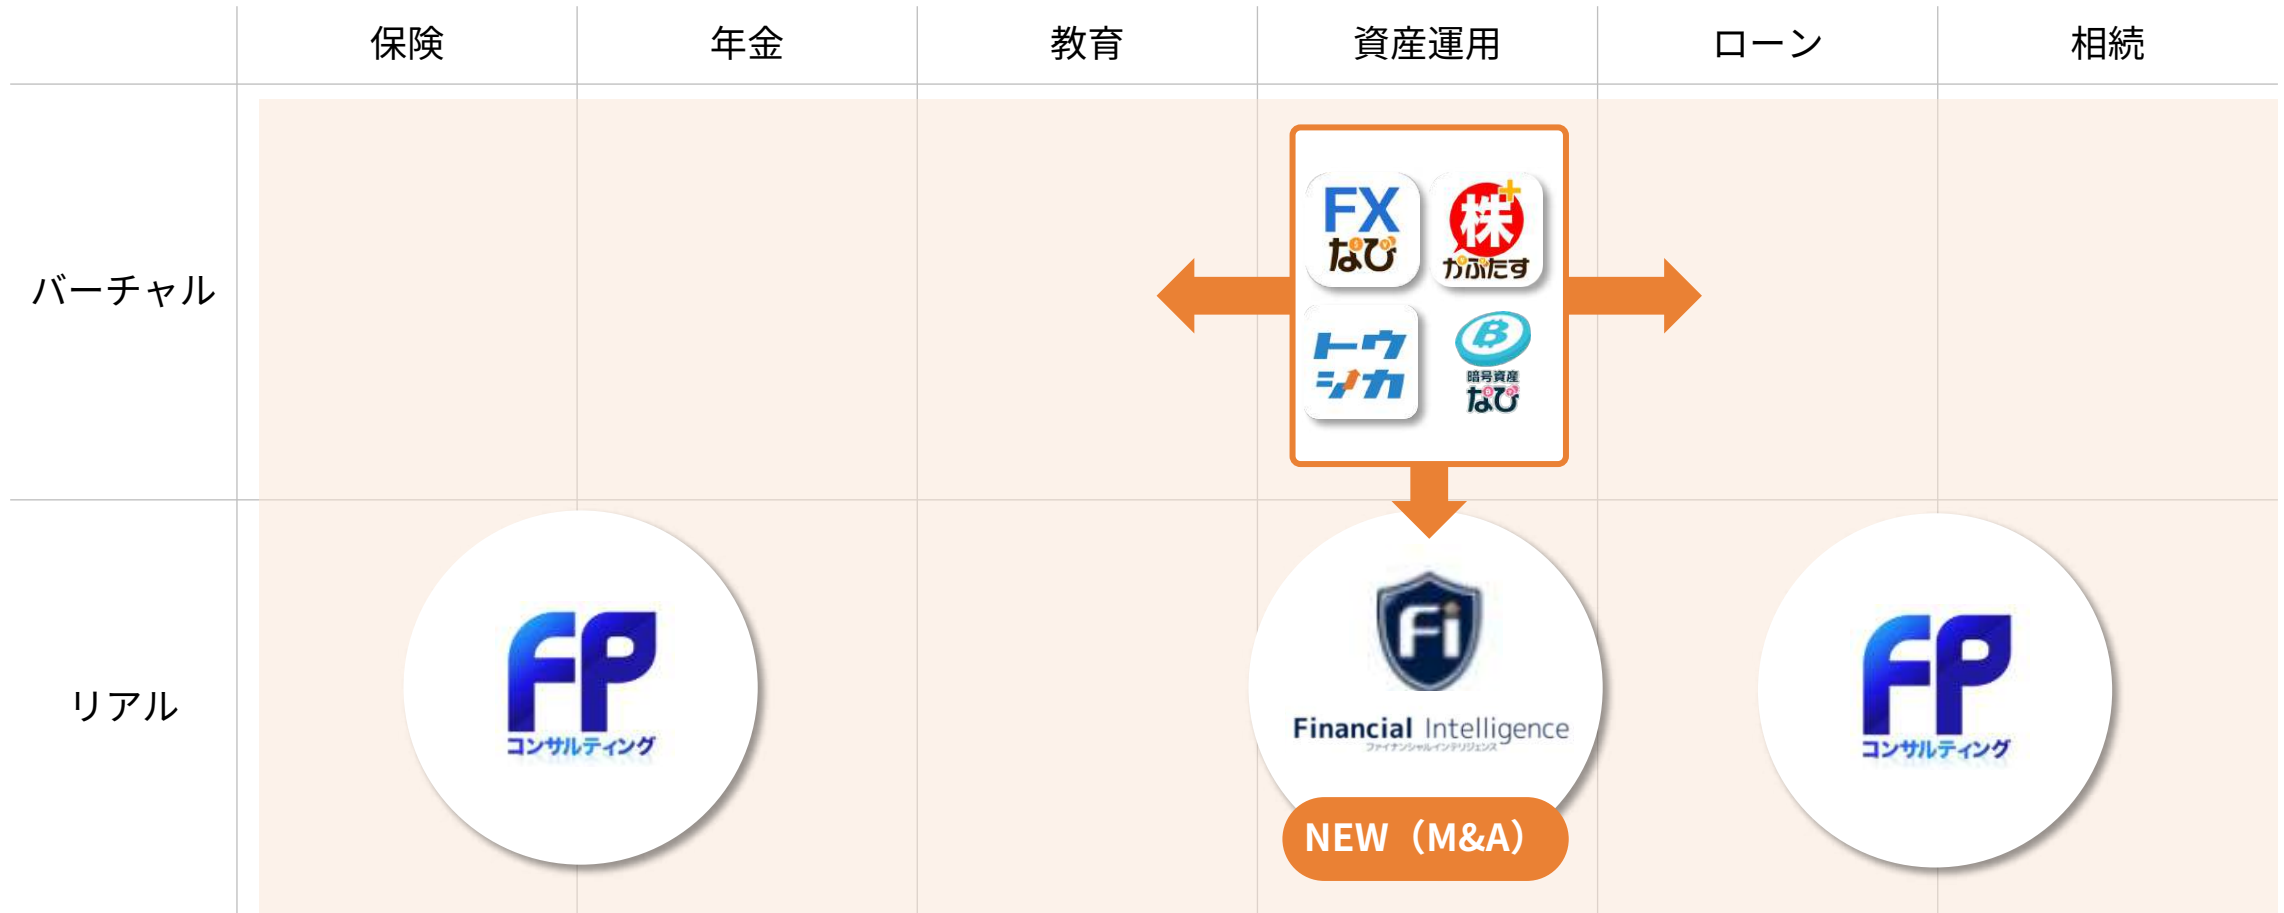 保険 年金 教育 資産運用 ローン 相続
バーチャル
FX
なび
株
かぶたす
トウ
シカ
B
暗号資産
なび
リアル
FP
コンサルティング
Fi
Financial Intelligence
ファイナンシャルインテリジェンス
NEW（M&A）
FP
コンサルティング